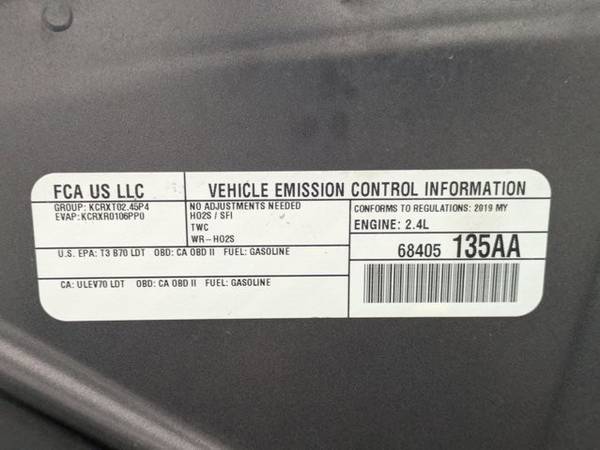 FCA US LLC
VEHICLE EMISSION CONTROL INFORMATION
GROUP: KCRXT02.45P4
EVAP: KCRXR0106PP0
NO ADJUSTMENTS NEEDED
HO2S / SFI
TWC
WR-HO2S
CONFORMS TO REGULATIONS: 2019 MY
ENGINE: 2.4L
U.S. EPA: T3 B70 LDT OBD: CA OBD II FUEL: GASOLINE
68405 135AA
CA: ULEV70 LDT OBD: CA OBD II FUEL: GASOLINE